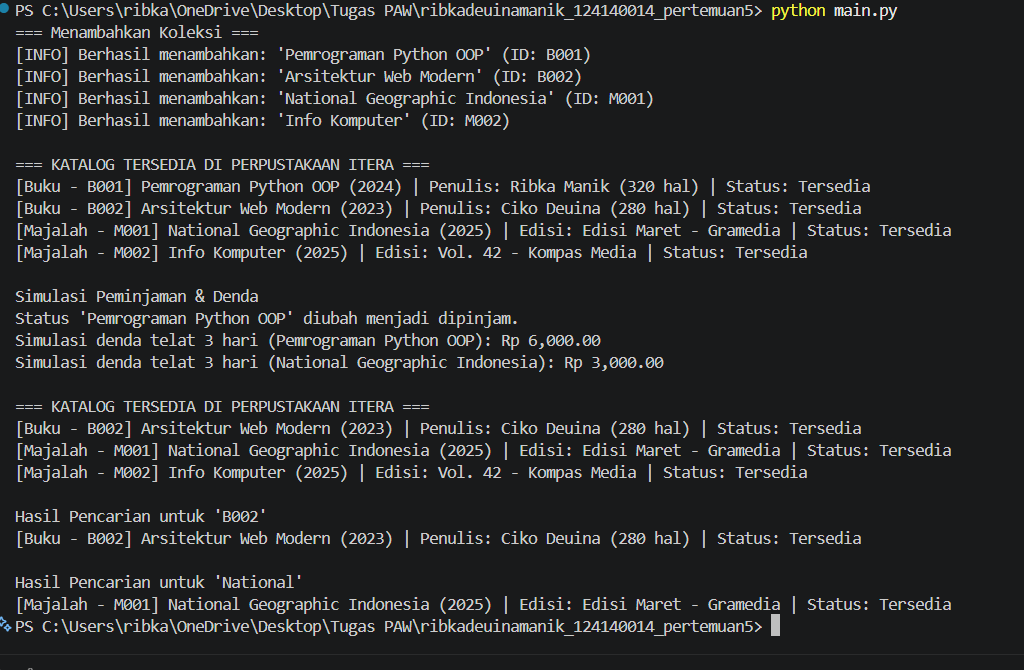 PS C:\Users\ribka\OneDrive\Desktop\Tugas PAW\ribkadeuinamanik_124140014_pertemuan5> python main.py
=== Menambahkan Koleksi ===
[INFO] Berhasil menambahkan: 'Pemrograman Python OOP' (ID: B001)
[INFO] Berhasil menambahkan: 'Arsitektur Web Modern' (ID: B002)
[INFO] Berhasil menambahkan: 'National Geographic Indonesia' (ID: M001)
[INFO] Berhasil menambahkan: 'Info Komputer' (ID: M002)
=== KATALOG TERSEDIA DI PERPUSTAKAAN ITERA ===
[Buku - B001] Pemrograman Python OOP (2024) | Penulis: Ribka Manik (320 hal) | Status: Tersedia
[Buku - B002] Arsitektur Web Modern (2023) | Penulis: Ciko Deuina (280 hal) | Status: Tersedia
[Majalah - M001] National Geographic Indonesia (2025) | Edisi: Edisi Maret - Gramedia | Status: Tersedia
[Majalah - M002] Info Komputer (2025) | Edisi: Vol. 42 - Kompas Media | Status: Tersedia
Simulasi Peminjaman & Denda
Status 'Pemrograman Python OOP' diubah menjadi dipinjam.
Simulasi denda telat 3 hari (Pemrograman Python OOP): Rp 6,000.00
Simulasi denda telat 3 hari (National Geographic Indonesia): Rp 3,000.00
=== KATALOG TERSEDIA DI PERPUSTAKAAN ITERA ===
[Buku - B002] Arsitektur Web Modern (2023) | Penulis: Ciko Deuina (280 hal) | Status: Tersedia
[Majalah - M001] National Geographic Indonesia (2025) | Edisi: Edisi Maret - Gramedia | Status: Tersedia
[Majalah - M002] Info Komputer (2025) | Edisi: Vol. 42 - Kompas Media | Status: Tersedia
Hasil Pencarian untuk 'B002'
[Buku - B002] Arsitektur Web Modern (2023) | Penulis: Ciko Deuina (280 hal) | Status: Tersedia
Hasil Pencarian untuk 'National'
[Majalah - M001] National Geographic Indonesia (2025) | Edisi: Edisi Maret - Gramedia | Status: Tersedia
PS C:\Users\ribka\OneDrive\Desktop\Tugas PAW\ribkadeuinamanik_124140014_pertemuan5>